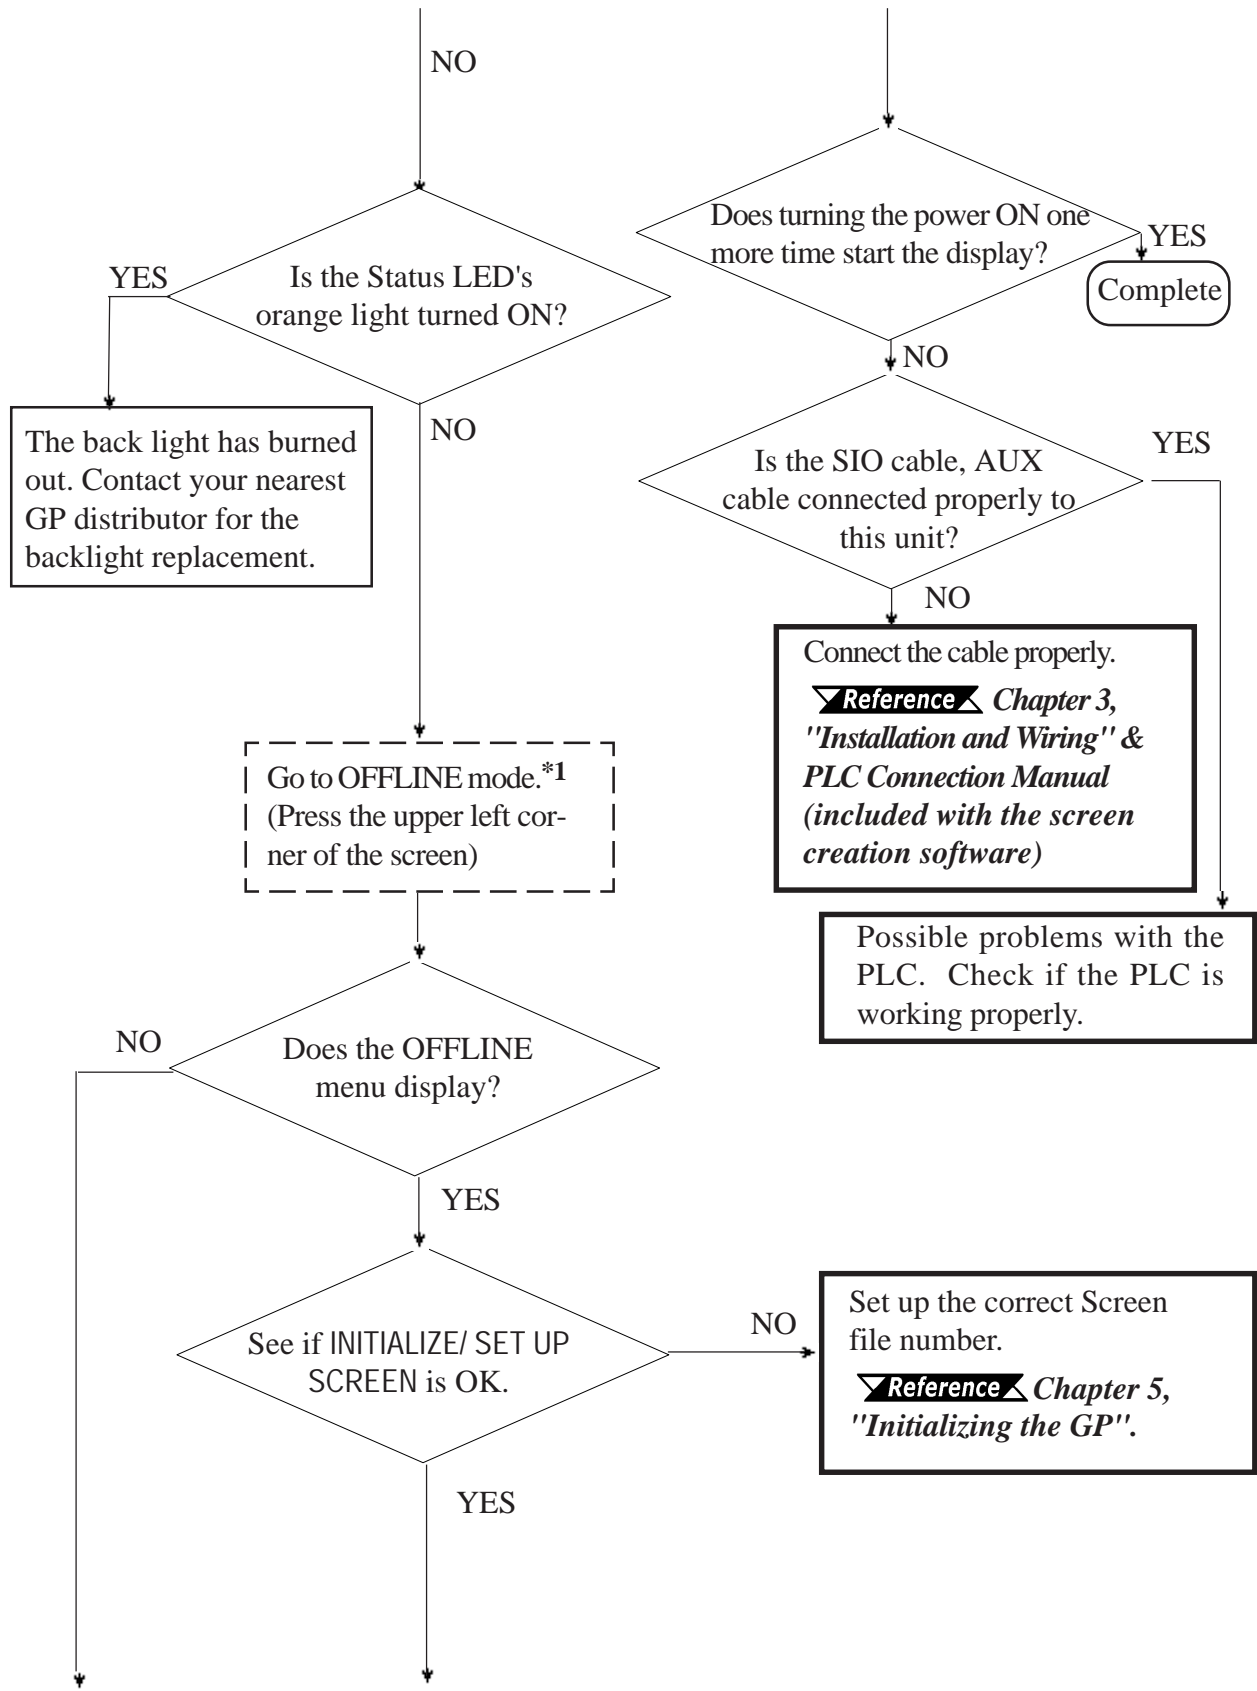 NO
Does turning the power ON one
more time start the display?
YES
Complete
YES
Is the Status LED's
orange light turned ON?
NO
NO
The back light has burned
out. Contact your nearest
GP distributor for the
backlight replacement.
Is the SIO cable, AUX
cable connected properly to
this unit?
YES
NO
Connect the cable properly.
Reference Chapter 3,
"Installation and Wiring" &
PLC Connection Manual
(included with the screen
creation software)
Go to OFFLINE mode.*1
(Press the upper left cor-
ner of the screen)
Possible problems with the
PLC. Check if the PLC is
working properly.
NO
Does the OFFLINE
menu display?
YES
See if INITIALIZE/ SET UP
SCREEN is OK.
NO
Set up the correct Screen
file number.
Reference Chapter 5,
"Initializing the GP".
YES